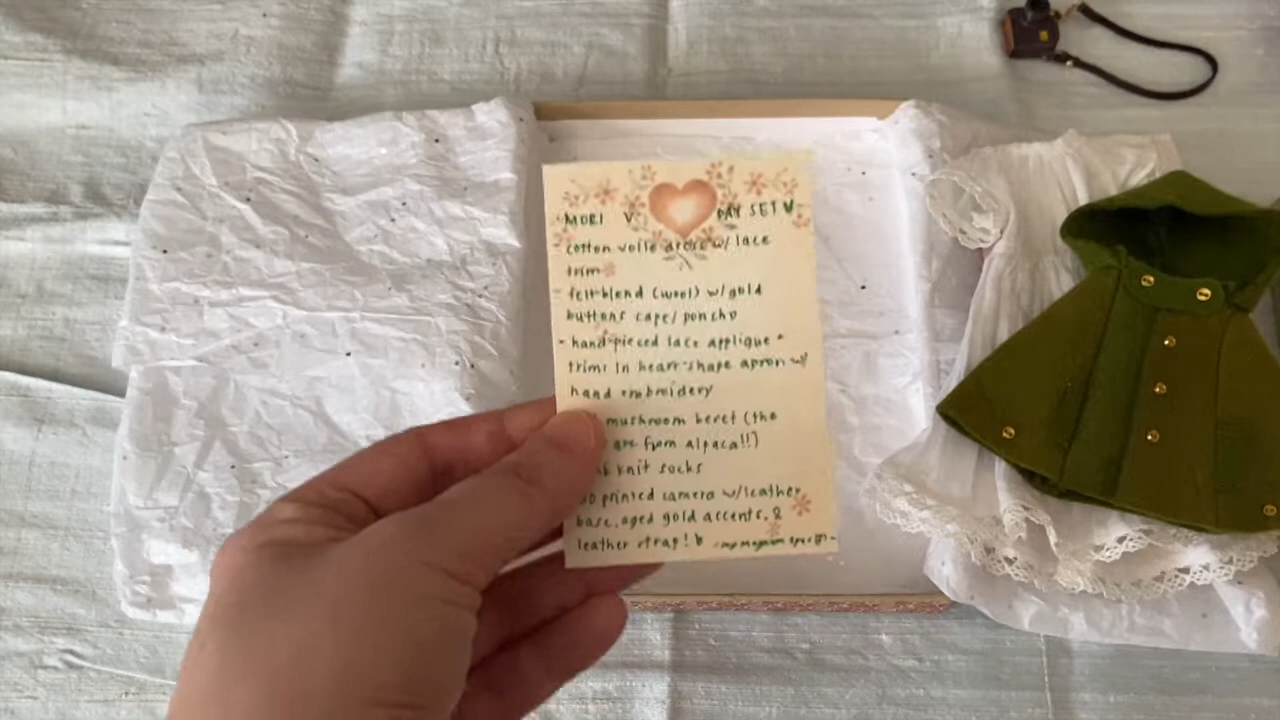 MORI V DAY SET
cotton voile dress w/ lace
trim
felt-blend (wool) w/gold
buttons cape/poncho
- hand-pieced lace applique
trims in heart-shape apron w/
hand embroidery
mushroom beret (the
are from alpaca!!)
knit socks
printed camera w/leather
base, aged gold accents, &
leather strap!